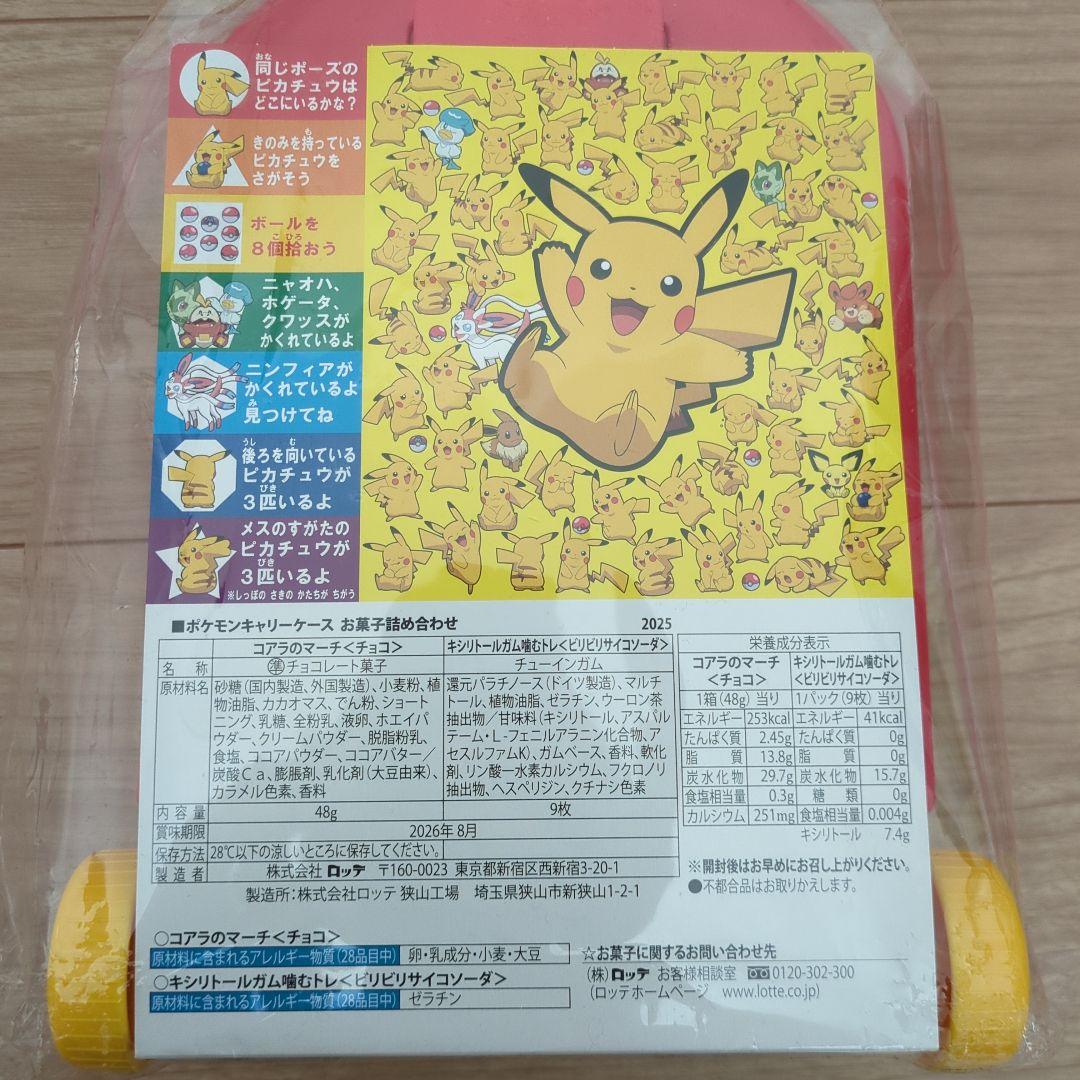 同じポーズの
ピカチュウは
どこにいるかな？
きのみを持っている
ピカチュウを
さがそう
ボールを
8個拾おう
ニャオハ、
ホゲータ、
クワッスが
かくれているよ
ニンフィアが
かくれているよ
見つけてね
後ろを向いている
ピカチュウが
3匹いるよ
メスのすがたの
ピカチュウが
3匹いるよ
※しっぽの さきの かたちが ちがう
■ポケモンキャリーケース お菓子詰め合わせ 2025
コアラのマーチ<チョコ> キシリトールガム噛むトレ<ビリビリサイコソーダ>
名称 準チョコレート菓子 チューインガム
原材料名 砂糖(国内製造、外国製造)、小麦粉、植
物油脂、カカオマス、でん粉、ショート
ニング、乳糖、全粉乳、液卵、ホエイパ
ウダー、クリームパウダー、脱脂粉乳、
食塩、ココアパウダー、ココアバター／
炭酸Ca、膨脹剤、乳化剤(大豆由来)、
カラメル色素、香料
還元パラチノース(ドイツ製造)、マルチ
トール、植物油脂、ゼラチン、ウーロン茶
抽出物／甘味料(キシリトール、アスパル
テーム・L-フェニルアラニン化合物、ア
セスルファムK)、ガムベース、香料、軟化
剤、リン酸一水素カルシウム、フクロノリ
抽出物、ヘスペリジン、クチナシ色素
内容量 48g 9枚
賞味期限 2026年8月
保存方法 28℃以下の涼しいところに保存してください。
製造者 株式会社 ロッテ 〒160-0023 東京都新宿区西新宿3-20-1
製造所:株式会社ロッテ 狭山工場 埼玉県狭山市新狭山1-2-1
栄養成分表示
コアラのマーチ
<チョコ>
キシリトールガム噛むトレ
<ビリビリサイコソーダ>
1箱(48g)当り 1パック(9枚)当り
エネルギー 253kcal エネルギー 41kcal
たんぱく質 2.45g たんぱく質 0g
脂質 13.8g 脂質 0g
炭水化物 29.7g 炭水化物 15.7g
食塩相当量 0.3g 糖類 0g
カルシウム 251mg 食塩相当量 0.004g
キシリトール 7.4g
※開封後はお早めにお召し上がりください。
●不都合品はお取りかえします。
○コアラのマーチ<チョコ>
原材料に含まれるアレルギー物質(28品目中) 卵・乳成分・小麦・大豆
○キシリトールガム噛むトレ<ビリビリサイコソーダ>
原材料に含まれるアレルギー物質(28品目中) ゼラチン
☆お菓子に関するお問い合わせ先
(株)ロッテ お客様相談室 0120-302-300
(ロッテホームページ www.lotte.co.jp)